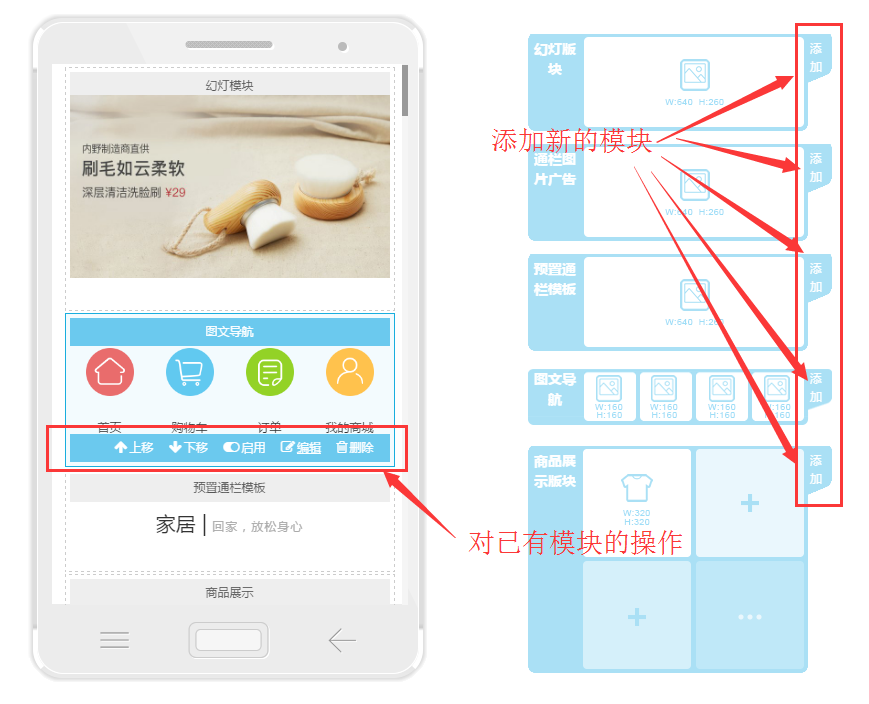 幻灯模块
内野制造商直供
刷毛如云柔软
深层清洁洗脸刷 ¥29
图文导航
首页
购物车
订单
我的商城
上移 下移 启用 编辑 删除
预置通栏模板
家居 | 回家，放松身心
商品展示
对已有模块的操作
添加新的模块
幻灯版
块
W:640 H:260
添
加
通栏图
片广告
W:640 H:260
添
加
预置通
栏模板
W:640 H:260
添
加
图文导
航
W:160
H:160
W:160
H:160
W:160
H:160
W:160
H:160
添
加
商品展
示版块
W:320
H:320
添
加